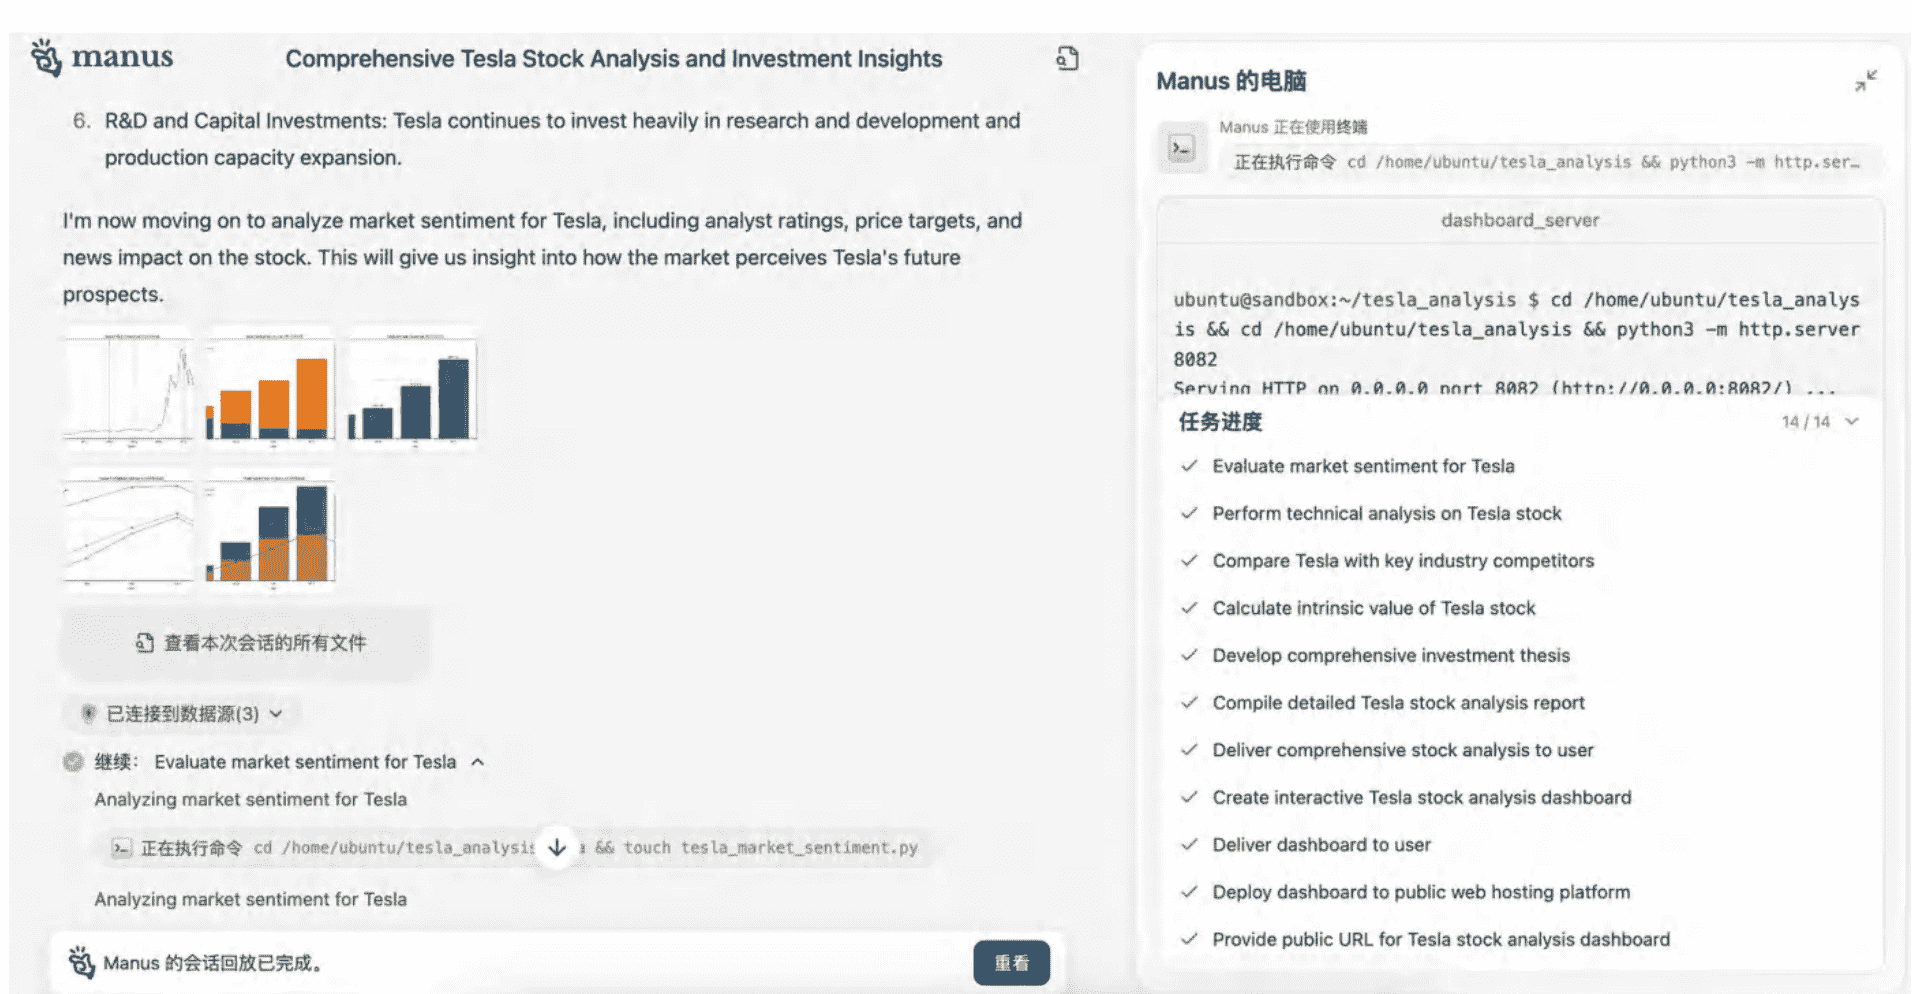 manus
Comprehensive Tesla Stock Analysis and Investment Insights
6. R&D and Capital Investments: Tesla continues to invest heavily in research and development and
production capacity expansion.
I'm now moving on to analyze market sentiment for Tesla, including analyst ratings, price targets, and
news impact on the stock. This will give us insight into how the market perceives Tesla's future
prospects.
查看本次会话的所有文件
已连接到数据源(3)
继续： Evaluate market sentiment for Tesla
Analyzing market sentiment for Tesla
正在执行命令 cd /home/ubuntu/tesla_analysis && touch tesla_market_sentiment.py
Analyzing market sentiment for Tesla
Manus 的会话回放已完成。
重看
Manus 的电脑
Manus 正在使用终端
正在执行命令 cd /home/ubuntu/tesla_analysis && python3 -m http.ser…
dashboard_server
ubuntu@sandbox:~/tesla_analysis $ cd /home/ubuntu/tesla_analys
is && cd /home/ubuntu/tesla_analysis && python3 -m http.server
8082
Serving HTTP on 0.0.0.0 port 8082 (http://0.0.0.0:8082/) ...
任务进度
14 / 14
Evaluate market sentiment for Tesla
Perform technical analysis on Tesla stock
Compare Tesla with key industry competitors
Calculate intrinsic value of Tesla stock
Develop comprehensive investment thesis
Compile detailed Tesla stock analysis report
Deliver comprehensive stock analysis to user
Create interactive Tesla stock analysis dashboard
Deliver dashboard to user
Deploy dashboard to public web hosting platform
Provide public URL for Tesla stock analysis dashboard